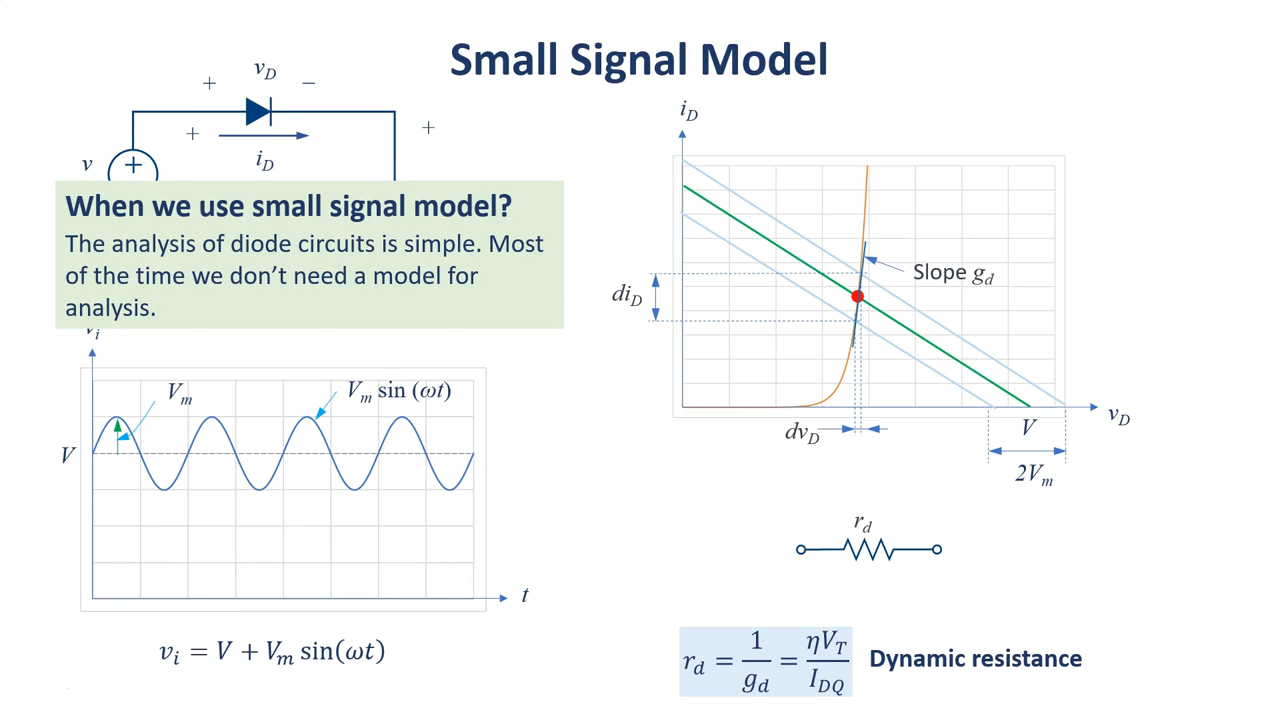 Small Signal Model
v_D
+ −
+
i_D
+
v
+
When we use small signal model?
The analysis of diode circuits is simple. Most
of the time we don't need a model for
analysis.
v_i
V_m
V_m sin (ωt)
V
t
v_i = V + V_m sin(ωt)
i_D
Slope g_d
di_D
dv_D
v_D
V
2V_m
r_d
r_d = 1/g_d = ηV_T/I_DQ Dynamic resistance